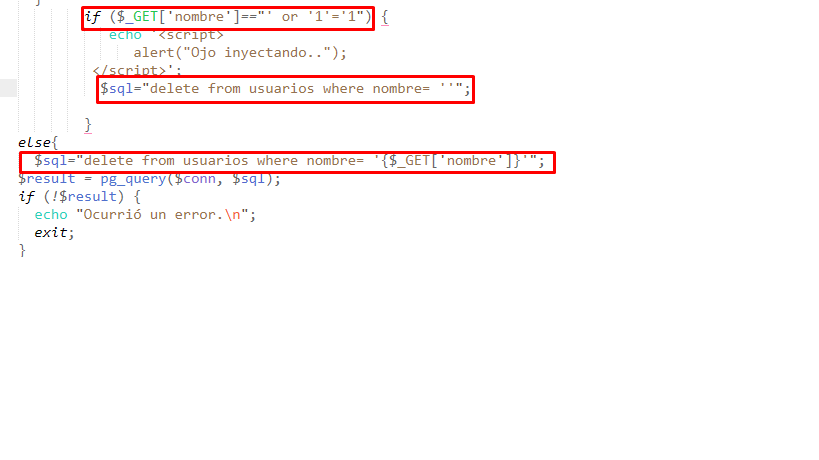 }
if ($_GET['nombre']=="' or '1'='1") {
echo '<script>
alert("Ojo inyectando..");
</script>';
$sql="delete from usuarios where nombre= ''";
}
else{
$sql="delete from usuarios where nombre= '{$_GET['nombre']}'";
$result = pg_query($conn, $sql);
if (!$result) {
echo "Ocurrió un error.\n";
exit;
}